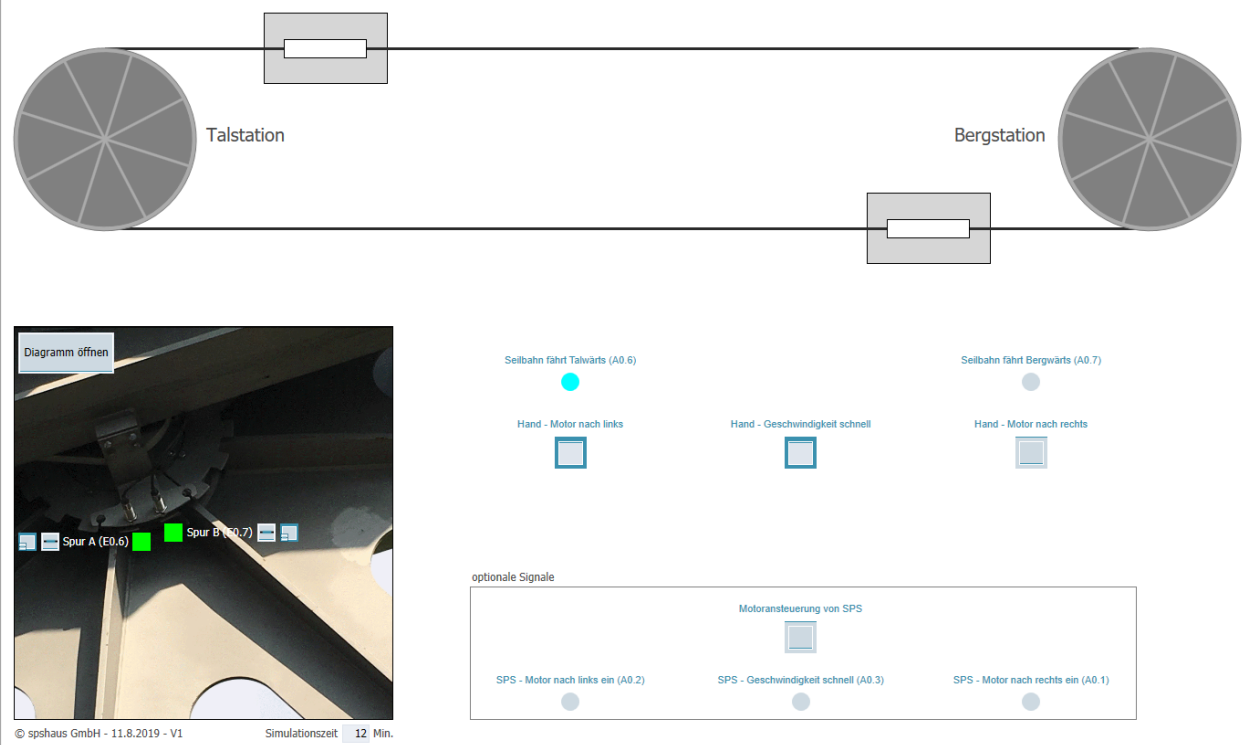 Talstation
Bergstation
Diagramm öffnen
Seilbahn fährt Talwärts (A0.6)
Seilbahn fährt Bergwärts (A0.7)
Hand - Motor nach links
Hand - Geschwindigkeit schnell
Hand - Motor nach rechts
Spur A (E0.6)
Spur B (E0.7)
optionale Signale
Motoransteuerung von SPS
SPS - Motor nach links ein (A0.2)
SPS - Geschwindigkeit schnell (A0.3)
SPS - Motor nach rechts ein (A0.1)
© spshaus GmbH - 11.8.2019 - V1
Simulationszeit 12 Min.